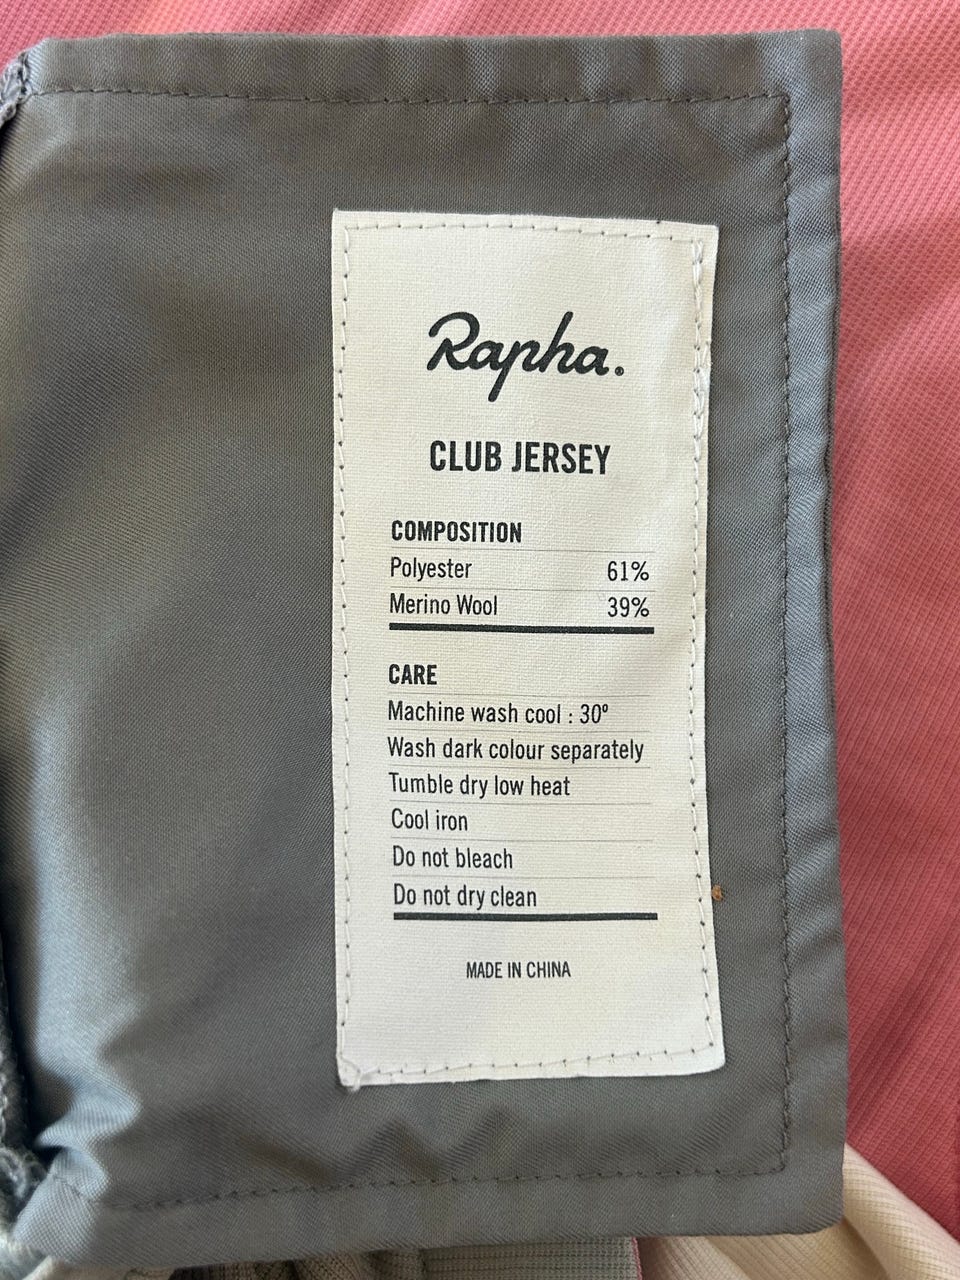 Rapha.
CLUB JERSEY
COMPOSITION
Polyester 61%
Merino Wool 39%
CARE
Machine wash cool : 30º
Wash dark colour separately
Tumble dry low heat
Cool iron
Do not bleach
Do not dry clean
MADE IN CHINA